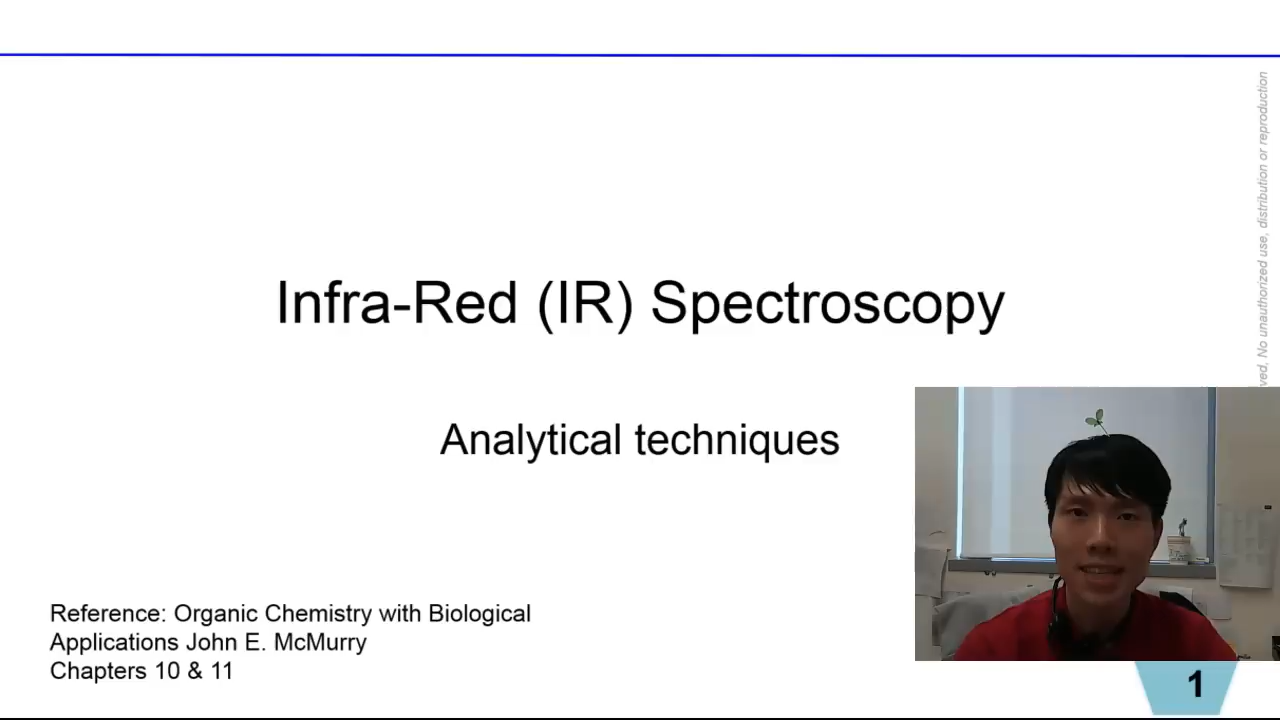 Infra-Red (IR) Spectroscopy
Analytical techniques
Reference: Organic Chemistry with Biological
Applications John E. McMurry
Chapters 10 & 11
1
No unauthorized use, distribution or reproduction